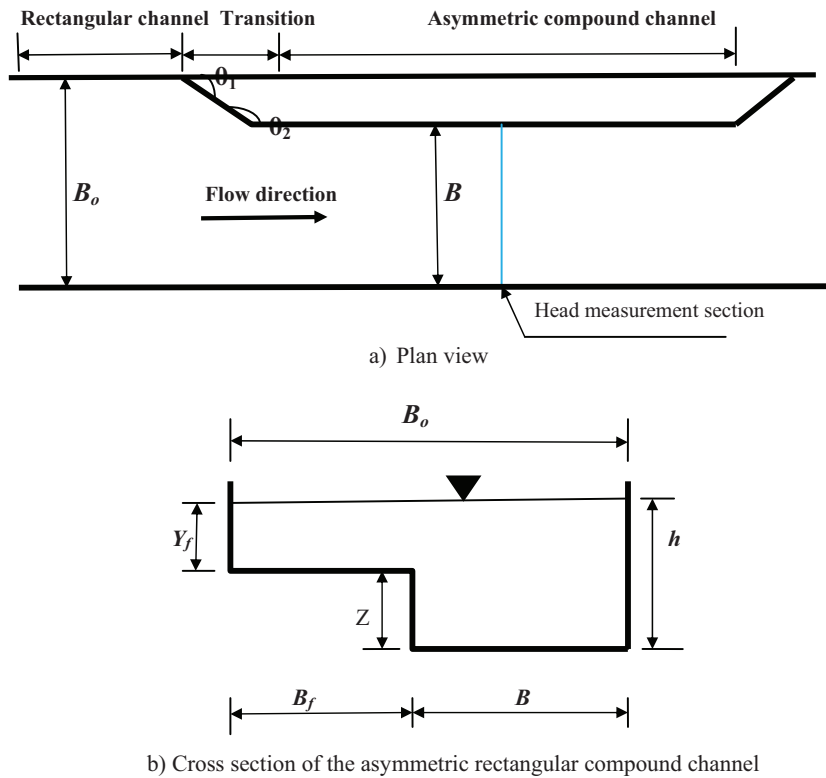 Rectangular channel Transition Asymmetric compound channel
θ1
θ2
Bo
Flow direction
B
Head measurement section
a) Plan view
Bo
Yf
h
Z
Bf
B
b) Cross section of the asymmetric rectangular compound channel